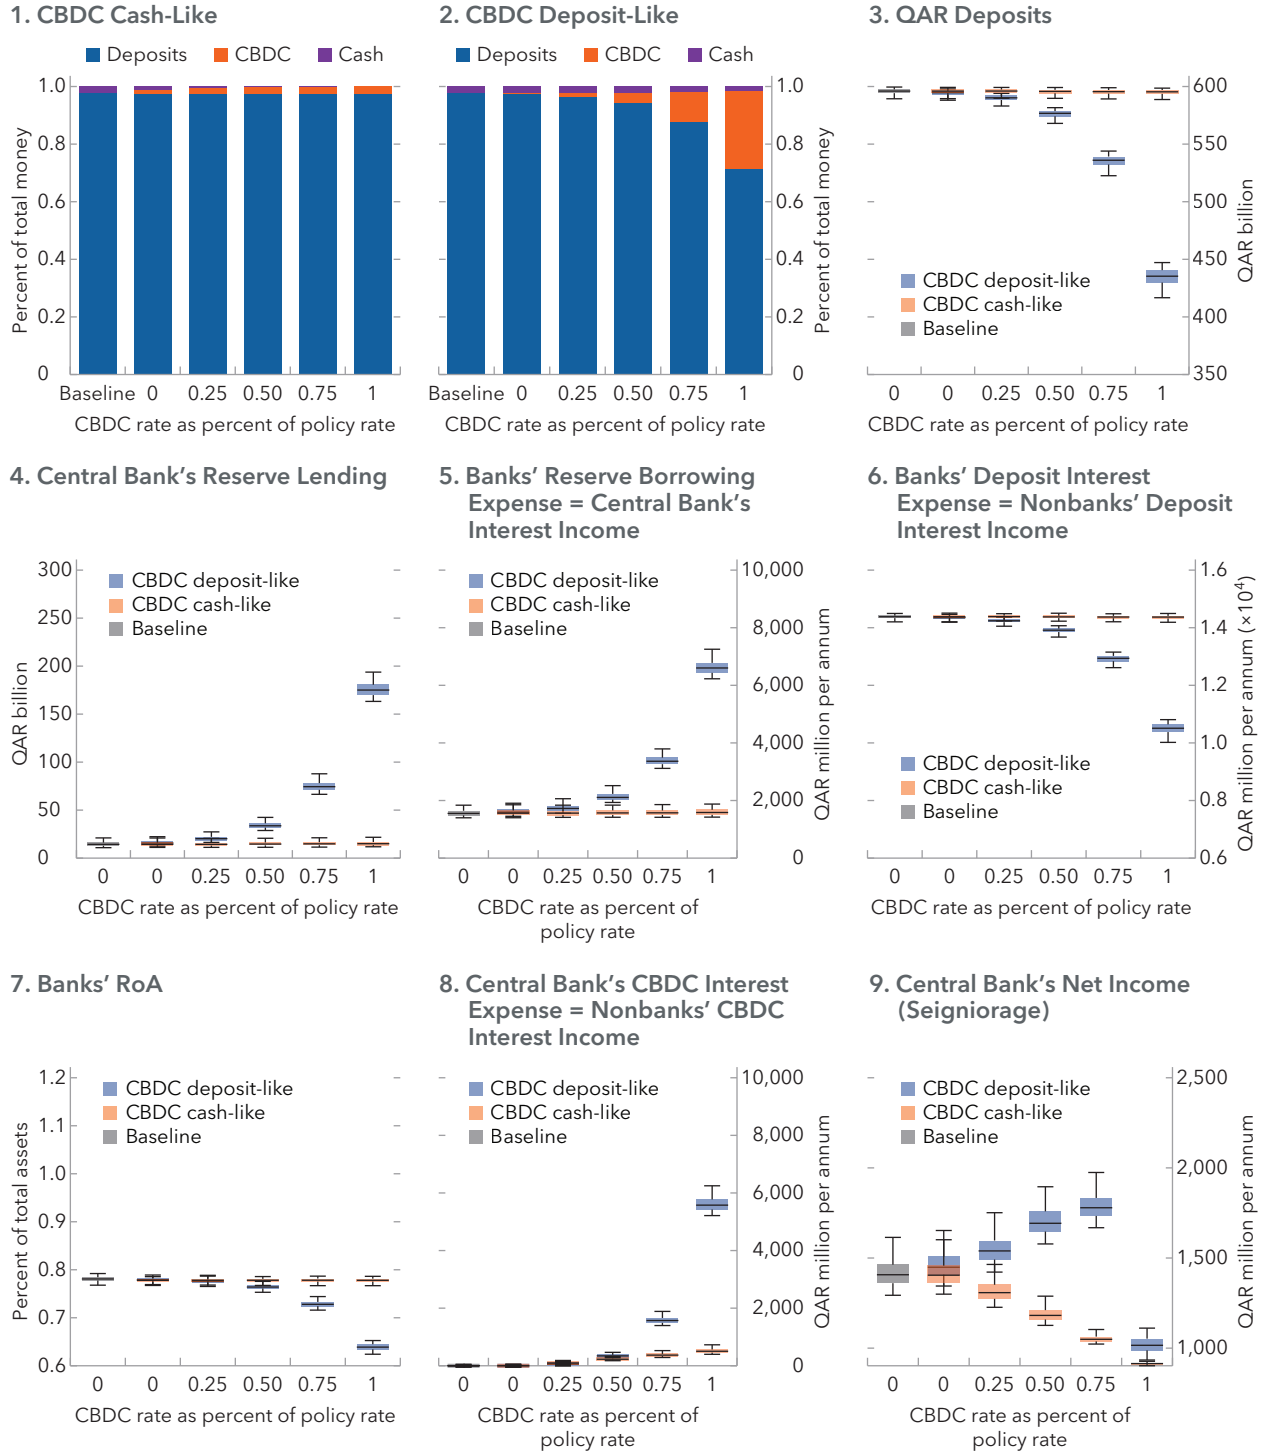 1. CBDC Cash-Like
Deposits CBDC Cash
Percent of total money
1.0
0.8
0.6
0.4
0.2
0
Baseline 0 0.25 0.50 0.75 1
CBDC rate as percent of policy rate
2. CBDC Deposit-Like
Deposits CBDC Cash
1.0
0.8
0.6
0.4
0.2
0
Percent of total money
Baseline 0 0.25 0.50 0.75 1
CBDC rate as percent of policy rate
3. QAR Deposits
600
550
500
450
400
350
QAR billion
CBDC deposit-like
CBDC cash-like
Baseline
0 0 0.25 0.50 0.75 1
CBDC rate as percent of policy rate
4. Central Bank's Reserve Lending
QAR billion
300
250
200
150
100
50
0
CBDC deposit-like
CBDC cash-like
Baseline
0 0 0.25 0.50 0.75 1
CBDC rate as percent of policy rate
5. Banks' Reserve Borrowing
Expense = Central Bank's
Interest Income
CBDC deposit-like
CBDC cash-like
Baseline
10,000
8,000
6,000
4,000
2,000
0
QAR million per annum
0 0 0.25 0.50 0.75 1
CBDC rate as percent of
policy rate
6. Banks' Deposit Interest
Expense = Nonbanks' Deposit
Interest Income
1.6
1.4
1.2
1.0
0.8
0.6
QAR million per annum (×10⁴)
CBDC deposit-like
CBDC cash-like
Baseline
0 0 0.25 0.50 0.75 1
CBDC rate as percent of policy rate
7. Banks' RoA
Percent of total assets
1.2
1.1
1.0
0.9
0.8
0.7
0.6
CBDC deposit-like
CBDC cash-like
Baseline
0 0 0.25 0.50 0.75 1
CBDC rate as percent of policy rate
8. Central Bank's CBDC Interest
Expense = Nonbanks' CBDC
Interest Income
CBDC deposit-like
CBDC cash-like
Baseline
10,000
8,000
6,000
4,000
2,000
0
QAR million per annum
0 0 0.25 0.50 0.75 1
CBDC rate as percent of
policy rate
9. Central Bank's Net Income
(Seigniorage)
CBDC deposit-like
CBDC cash-like
Baseline
2,500
2,000
1,500
1,000
QAR million per annum
0 0 0.25 0.50 0.75 1
CBDC rate as percent of
policy rate